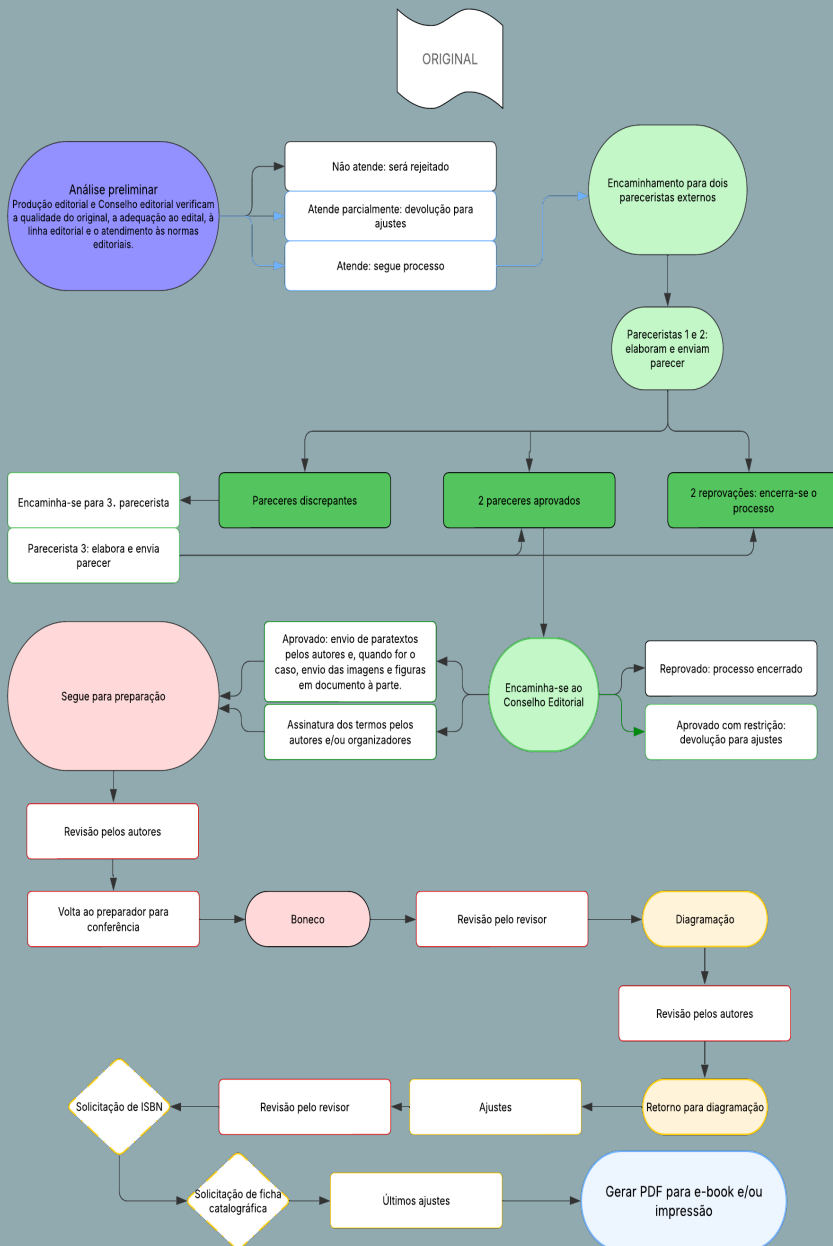 ORIGINAL
Análise preliminar
Produção editorial e Conselho editorial verificam
a qualidade do original, a adequação ao edital, à
linha editorial e o atendimento às normas
editoriais.
Não atende: será rejeitado
Atende parcialmente: devolução para
ajustes
Atende: segue processo
Encaminhamento para dois
pareceristas externos
Pareceristas 1 e 2:
elaboram e enviam
parecer
Encaminha-se para 3. parecerista
Parecerista 3: elabora e envia
parecer
Pareceres discrepantes
2 pareceres aprovados
2 reprovações: encerra-se o
processo
Segue para preparação
Aprovado: envio de paratextos
pelos autores e, quando for o
caso, envio das imagens e figuras
em documento à parte.
Assinatura dos termos pelos
autores e/ou organizadores
Encaminha-se ao
Conselho Editorial
Reprovado: processo encerrado
Aprovado com restrição:
devolução para ajustes
Revisão pelos autores
Volta ao preparador para
conferência
Boneco
Revisão pelo revisor
Diagramação
Revisão pelos autores
Retorno para diagramação
Ajustes
Revisão pelo revisor
Solicitação de ISBN
Solicitação de ficha
catalográfica
Últimos ajustes
Gerar PDF para e-book e/ou
impressão